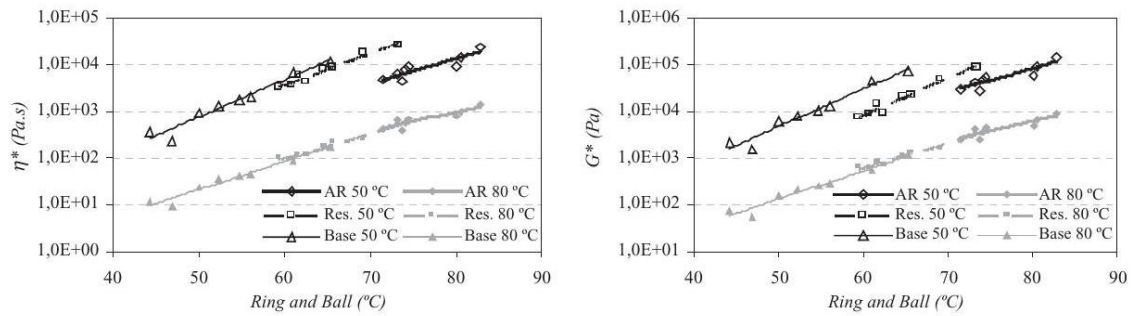 1,0E+05
1,0E+04
1,0E+03
1,0E+02
1,0E+01
1,0E+00
η* (Pa.s)
AR 50 ºC AR 80 ºC
Res. 50 ºC Res. 80 ºC
Base 50 ºC Base 80 ºC
40 50 60 70 80 90
Ring and Ball (ºC)
1,0E+06
1,0E+05
1,0E+04
1,0E+03
1,0E+02
1,0E+01
G* (Pa)
AR 50 ºC AR 80 ºC
Res. 50 ºC Res. 80 ºC
Base 50 ºC Base 80 ºC
40 50 60 70 80 90
Ring and Ball (ºC)